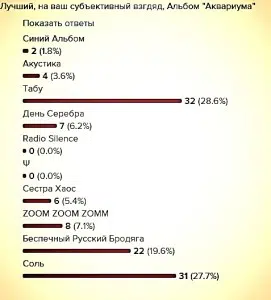 Лучший, на ваш субъективный взгдяд, Альбом "Аквариума"
Показать ответы
Синий Альбом
2 (1.8%)
Акустика
4 (3.6%)
Табу
32 (28.6%)
День Серебра
7 (6.2%)
Radio Silence
0 (0.0%)
Ψ
0 (0.0%)
Сестра Хаос
6 (5.4%)
ZOOM ZOOM ZOMM
8 (7.1%)
Беспечный Русский Бродяга
22 (19.6%)
Соль
31 (27.7%)